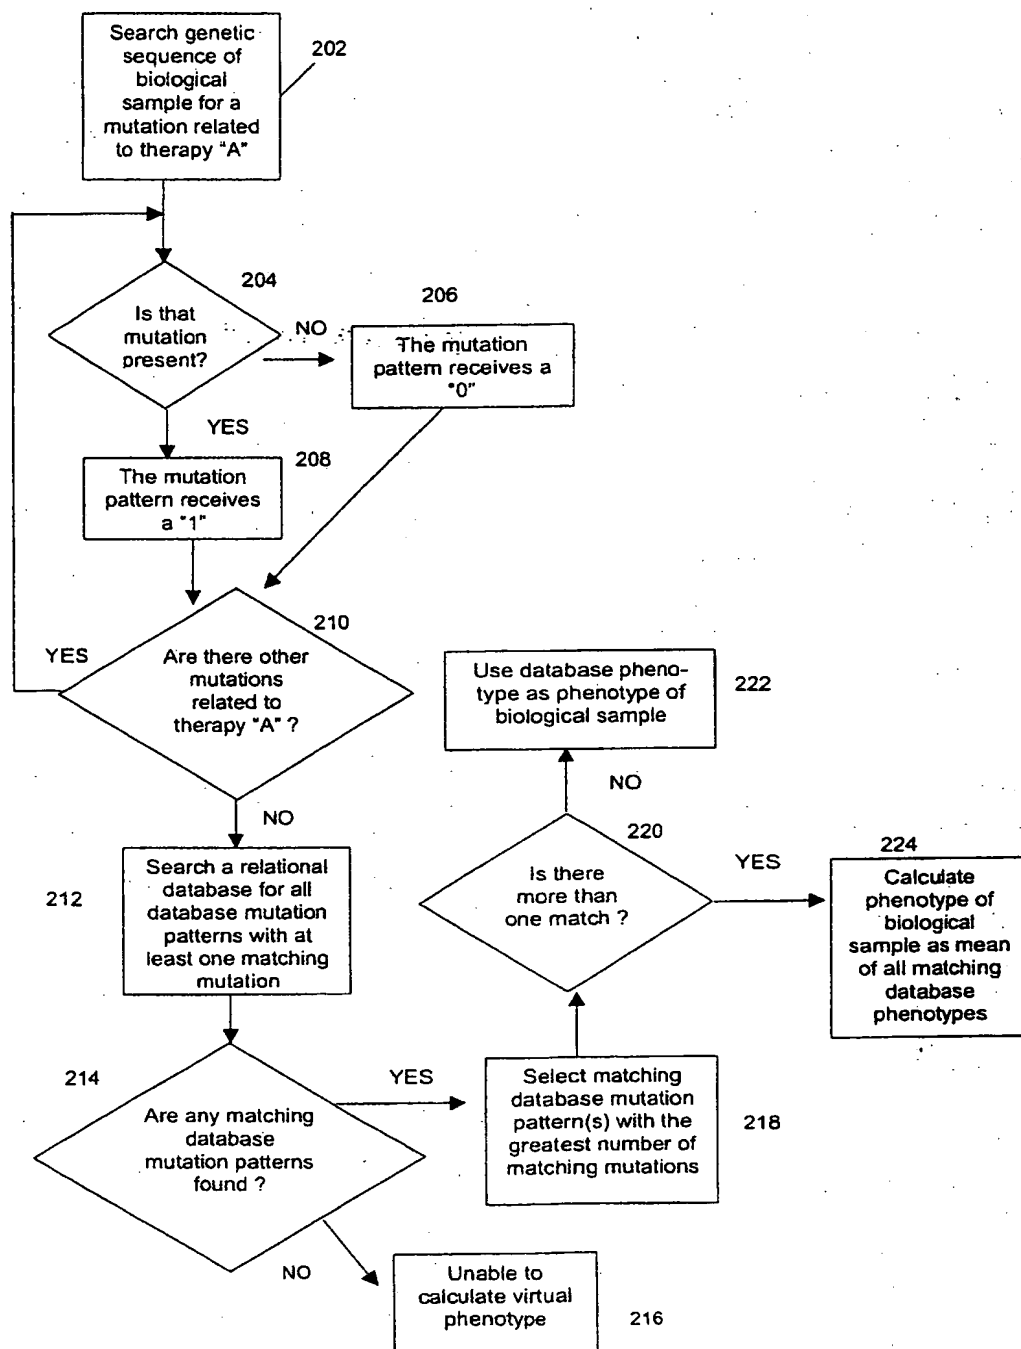 Search genetic
sequence of
biological
sample for a
mutation related
to therapy "A"
202
204
Is that
mutation
present?
NO
206
The mutation
pattern receives a
"0"
YES
208
The mutation
pattern receives
a "1"
210
YES
Are there other
mutations
related to
therapy "A" ?
NO
212
Search a relational
database for all
database mutation
patterns with at
least one matching
mutation
214
Are any matching
database
mutation patterns
found ?
YES
NO
Unable to
calculate virtual
phenotype
216
Select matching
database mutation
pattern(s) with the
greatest number of
matching mutations
218
220
Is there
more than
one match ?
NO
Use database pheno-
type as phenotype of
biological sample
222
YES
224
Calculate
phenotype of
biological
sample as mean
of all matching
database
phenotypes